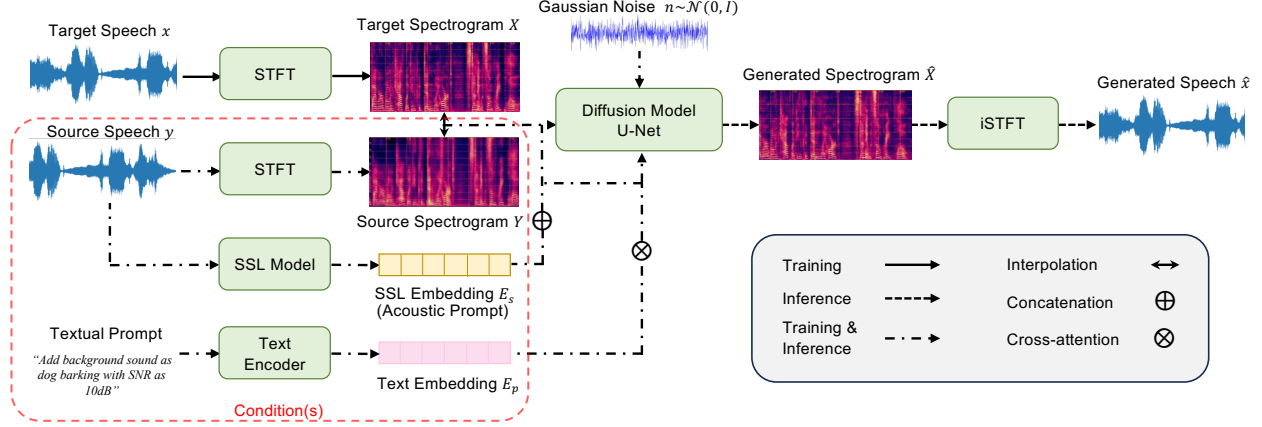 Gaussian Noise n~𝒩(0, I)
Target Speech x
STFT
Target Spectrogram X
Diffusion Model
U-Net
Generated Spectrogram X̂
iSTFT
Generated Speech x̂
Source Speech y
STFT
Source Spectrogram Y
⊕
SSL Model
SSL Embedding E_s
(Acoustic Prompt)
⊗
Textual Prompt
“Add background sound as
dog barking with SNR as
10dB”
Text
Encoder
Text Embedding E_p
Condition(s)
Training
Inference
Training &
Inference
Interpolation
Concatenation ⊕
Cross-attention ⊗